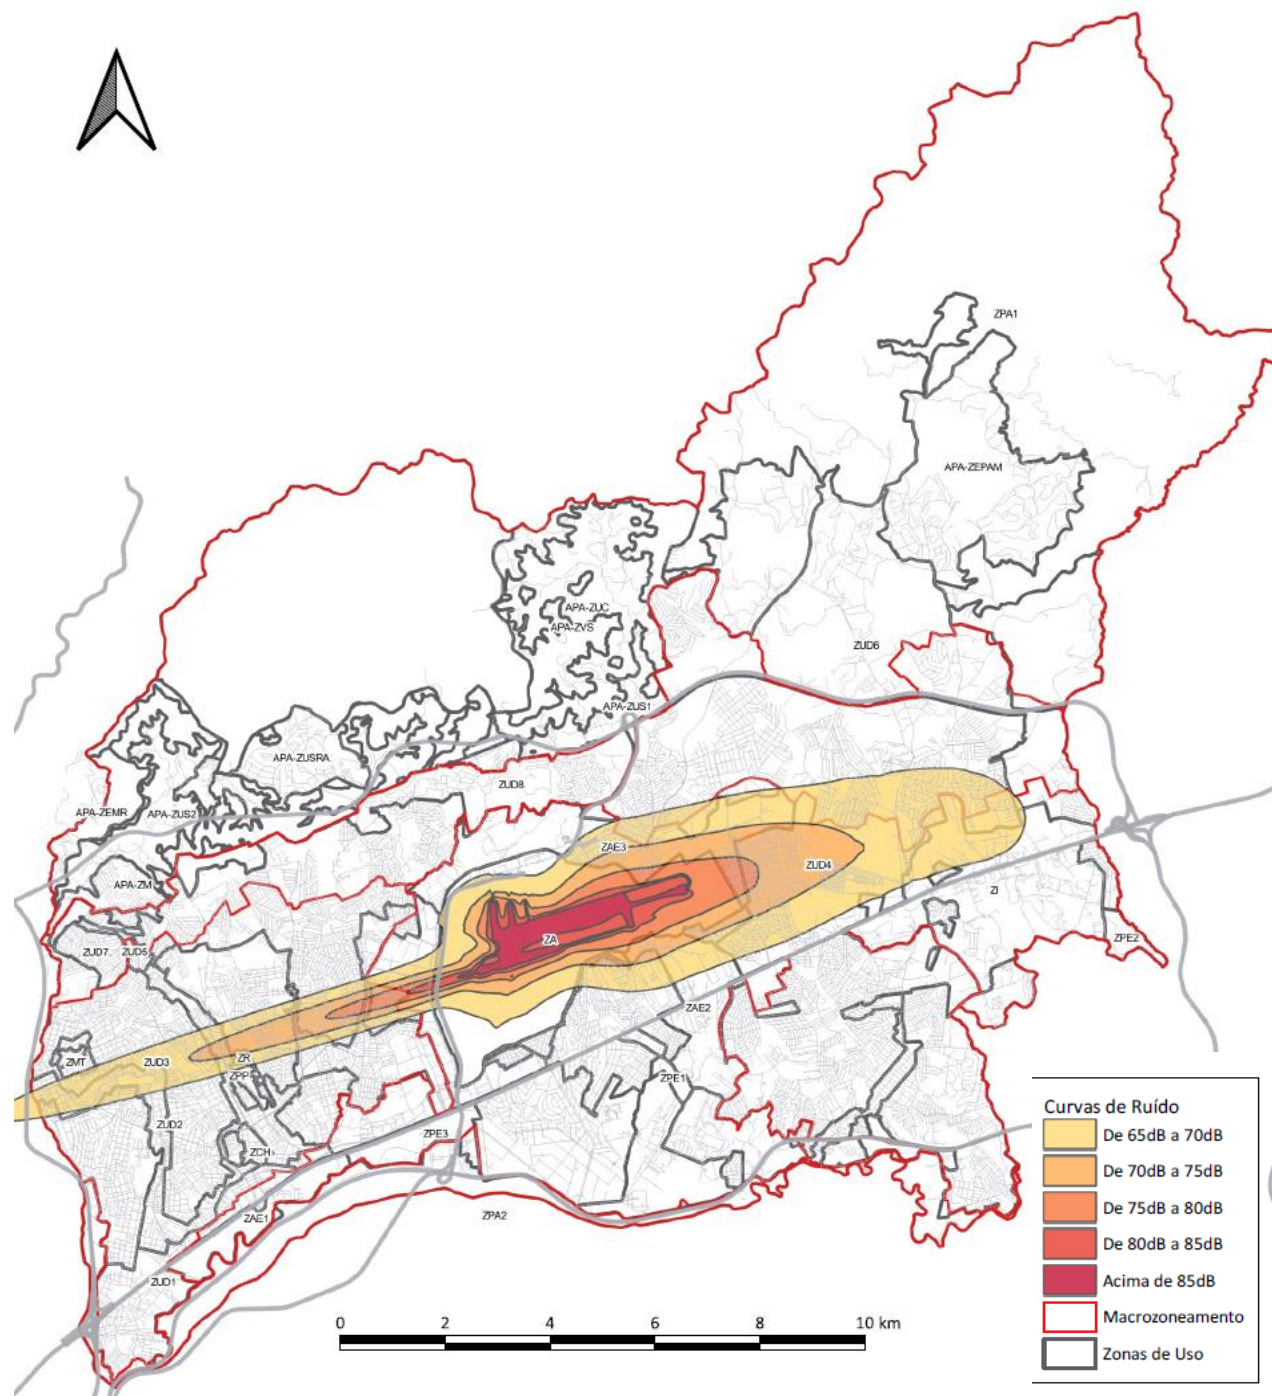 ZPA1
APA-ZEPAM
APA-ZUC
APA-ZVS
ZUD6
APA-ZUS1
APA-ZUSRA
ZUD8
APA-ZEMR
APA-ZUS2
ZAE3
ZUD4
APA-ZM
ZI
ZUD7
ZUD5
ZA
ZPE2
ZAE2
ZMT
ZUD3
ZR
ZPP
ZPE1
ZUD2
ZPE3
ZCH
ZAE1
ZPA2
ZUD1
0 2 4 6 8 10 km
Curvas de Ruído
De 65dB a 70dB
De 70dB a 75dB
De 75dB a 80dB
De 80dB a 85dB
Acima de 85dB
Macrozoneamento
Zonas de Uso